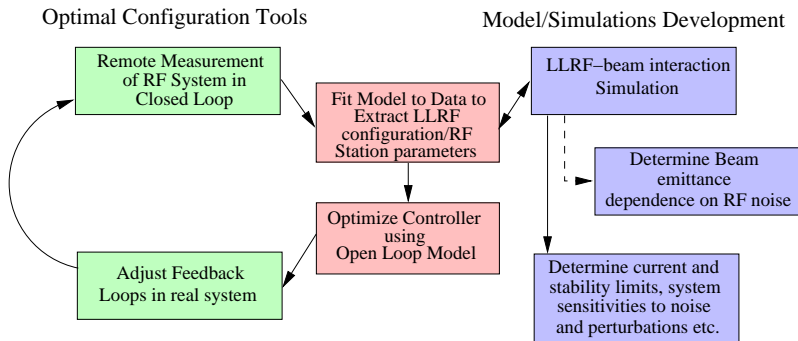 Optimal Configuration Tools
Model/Simulations Development
Remote Measurement
of RF System in
Closed Loop
Fit Model to Data to
Extract LLRF
configuration/RF
Station parameters
LLRF–beam interaction
Simulation
Determine Beam
emittance
dependence on RF noise
Optimize Controller
using
Open Loop Model
Adjust Feedback
Loops in real system
Determine current and
stability limits, system
sensitivities to noise
and perturbations etc.